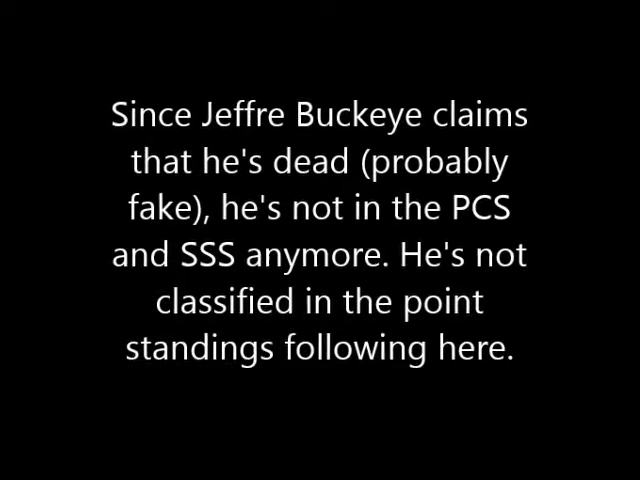 Since Jeffre Buckeye claims
that he's dead (probably
fake), he's not in the PCS
and SSS anymore. He's not
classified in the point
standings following here.